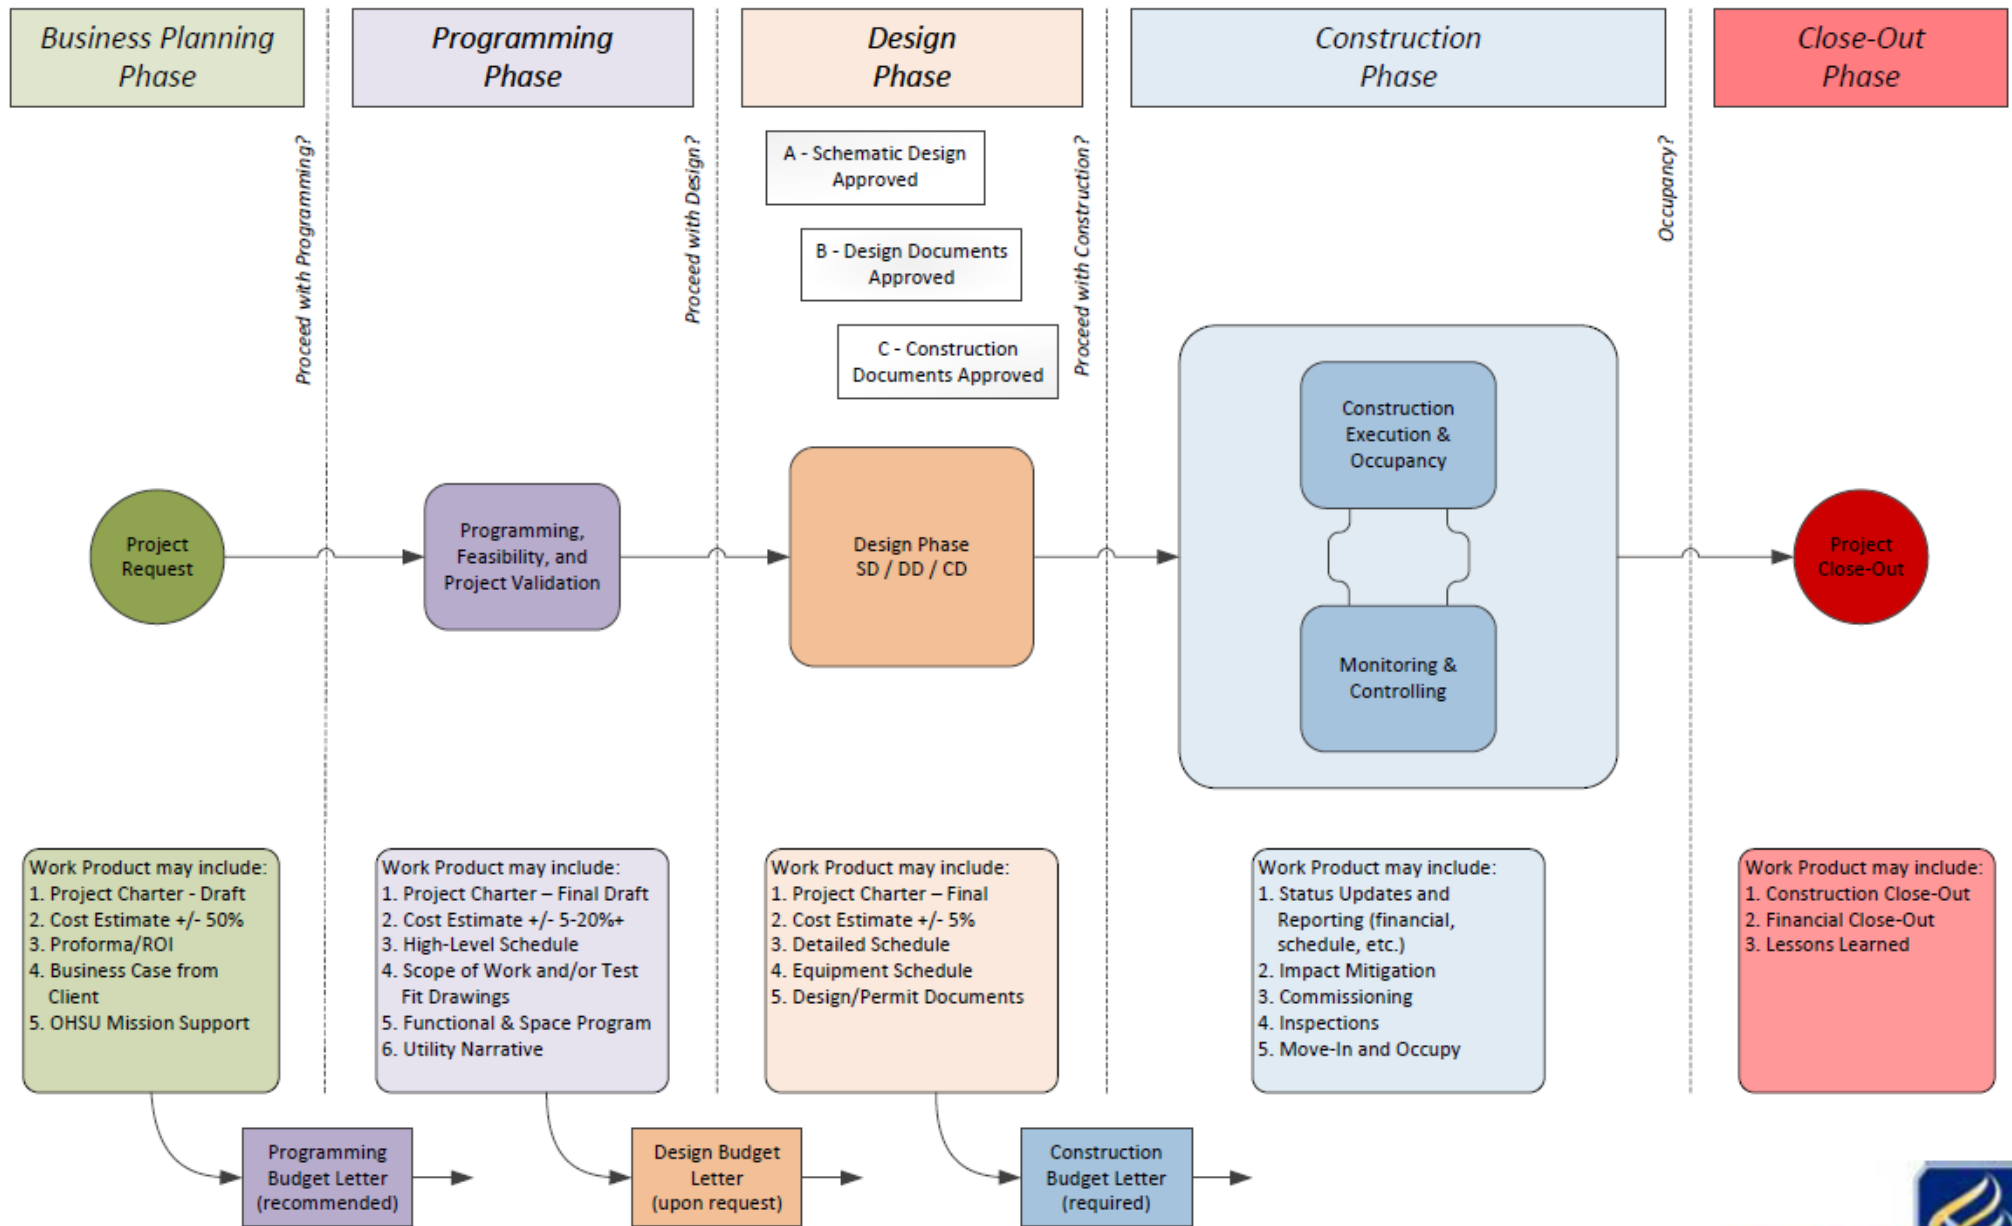 Business Planning
Phase
Programming
Phase
Design
Phase
Construction
Phase
Close-Out
Phase
Proceed with Programming?
Proceed with Design?
Proceed with Construction?
Occupancy?
A - Schematic Design
Approved
B - Design Documents
Approved
C - Construction
Documents Approved
Project
Request
Programming,
Feasibility, and
Project Validation
Design Phase
SD / DD / CD
Construction
Execution &
Occupancy
Monitoring &
Controlling
Project
Close-Out
Work Product may include:
1. Project Charter - Draft
2. Cost Estimate +/- 50%
3. Proforma/ROI
4. Business Case from
Client
5. OHSU Mission Support
Work Product may include:
1. Project Charter – Final Draft
2. Cost Estimate +/- 5-20%+
3. High-Level Schedule
4. Scope of Work and/or Test
Fit Drawings
5. Functional & Space Program
6. Utility Narrative
Work Product may include:
1. Project Charter – Final
2. Cost Estimate +/- 5%
3. Detailed Schedule
4. Equipment Schedule
5. Design/Permit Documents
Work Product may include:
1. Status Updates and
Reporting (financial,
schedule, etc.)
2. Impact Mitigation
3. Commissioning
4. Inspections
5. Move-In and Occupy
Work Product may include:
1. Construction Close-Out
2. Financial Close-Out
3. Lessons Learned
Programming
Budget Letter
(recommended)
Design Budget
Letter
(upon request)
Construction
Budget Letter
(required)